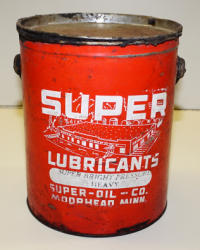 SUPER
LUBRICANTS
SUPER BRIGHT PRESSURE
HEAVY
SUPER-OIL-CO.
MOORHEAD MINN.